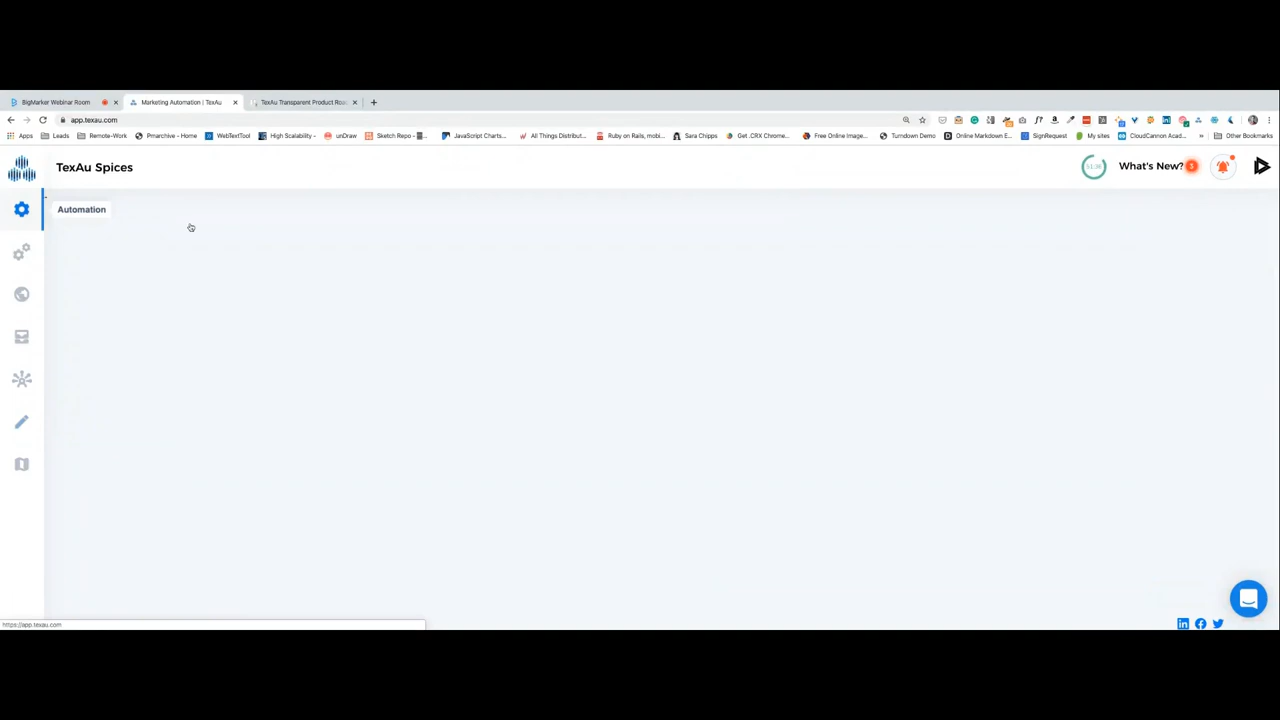 BigMarker Webinar Room
Marketing Automation | TexAu
TexAu Transparent Product Roa
app.texau.com
Apps Leads Remote-Work Pmarchive - Home WebTextTool High Scalability - unDraw Sketch Repo - JavaScript Charts... All Things Distribut... Ruby on Rails, mobi... Sara Chipps Get .CRX Chrome... Free Online Image... Turndown Demo Online Markdown E... SignRequest My sites CloudCannon Acad... » Other Bookmarks
TexAu Spices
What's New? 3
Automation
https://app.texau.com